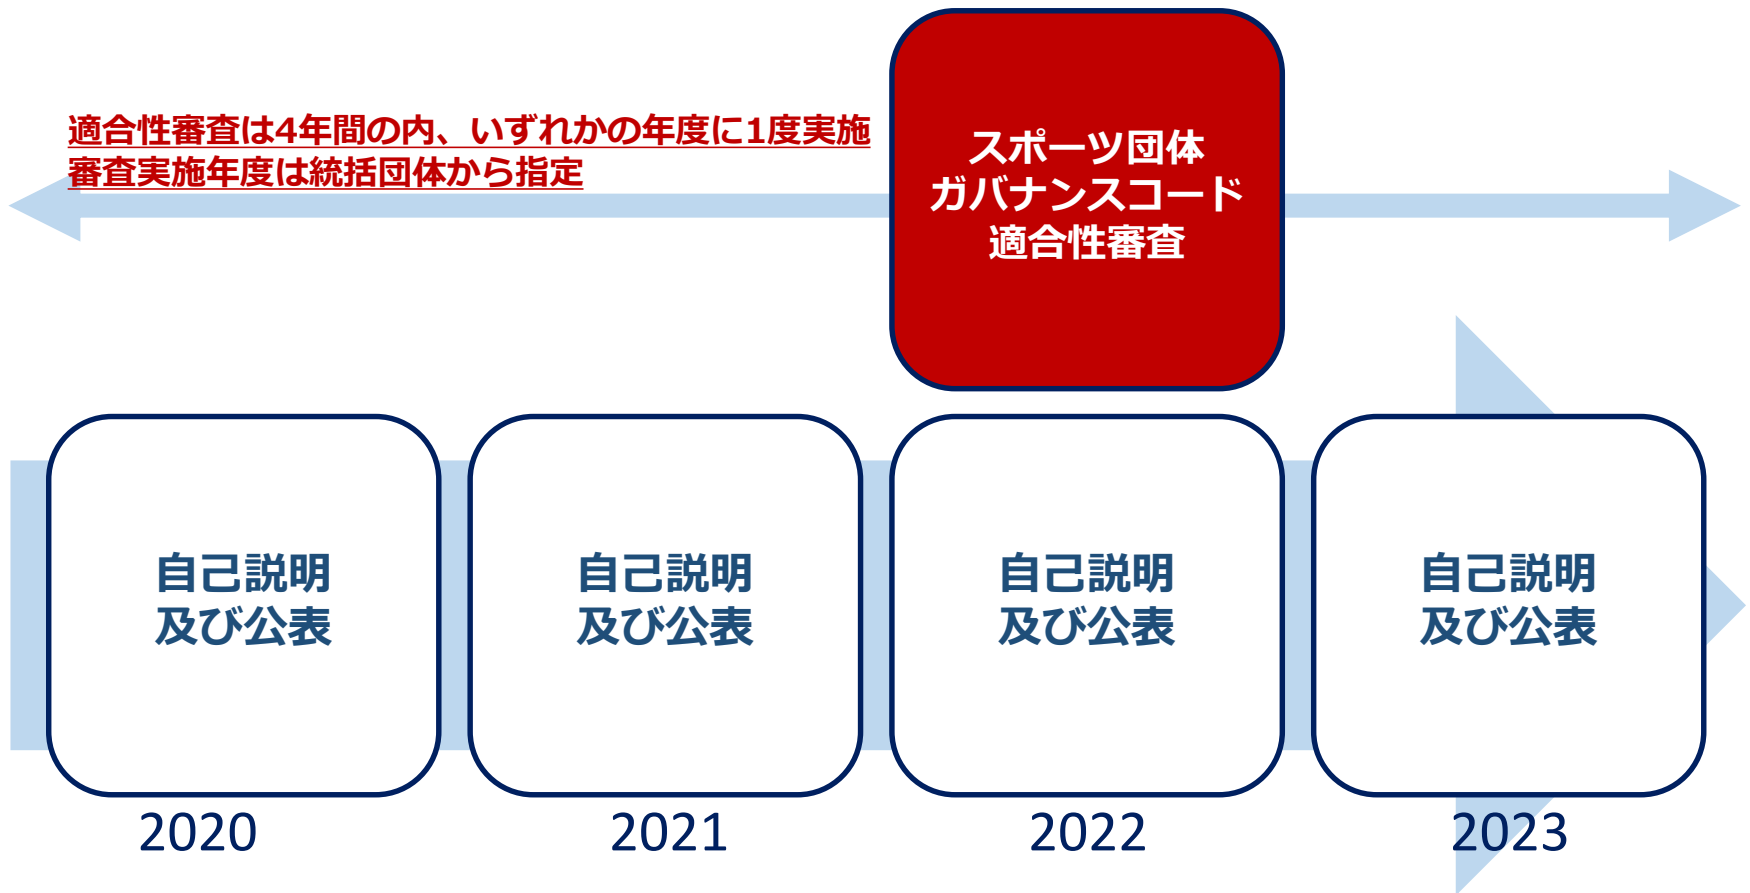 適合性審査は4年間の内、いずれかの年度に1度実施
審査実施年度は統括団体から指定
スポーツ団体
ガバナンスコード
適合性審査
自己説明
及び公表
自己説明
及び公表
自己説明
及び公表
自己説明
及び公表
2020
2021
2022
2023